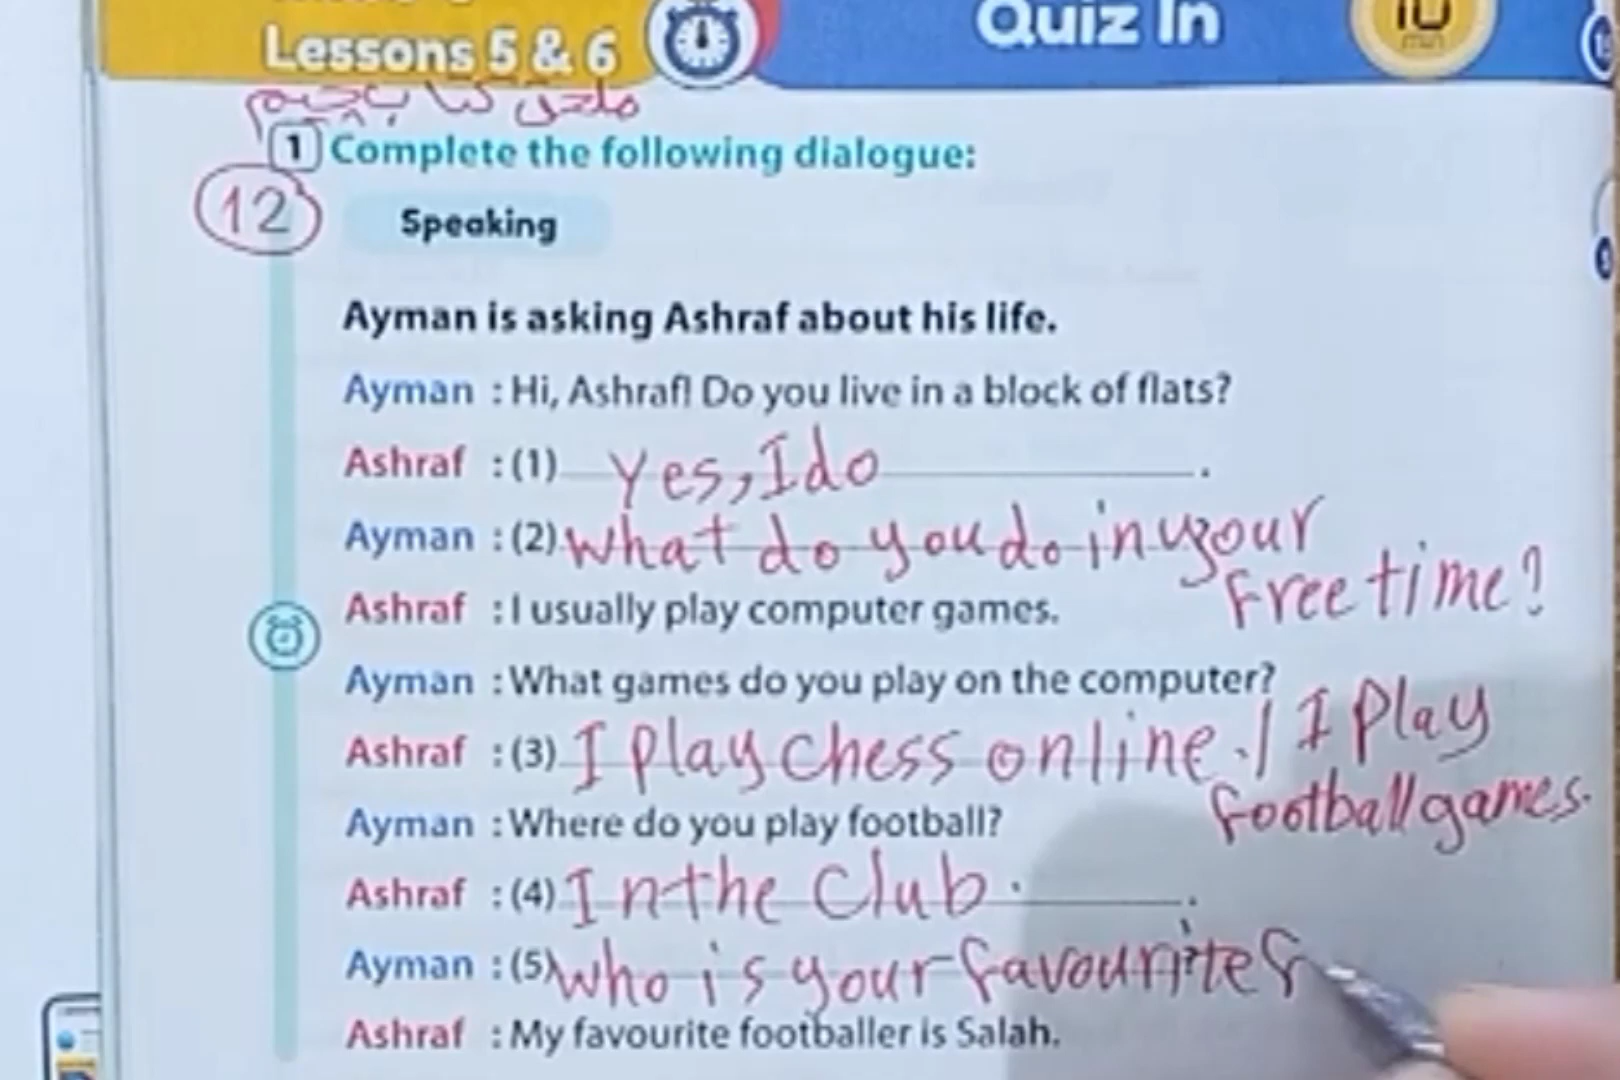 Lessons 5 & 6
Quiz In
10
min
ملحق كتاب جيم
1 Complete the following dialogue:
12
Speaking
Ayman is asking Ashraf about his life.
Ayman : Hi, Ashraf! Do you live in a block of flats?
Ashraf : (1) Yes, I do .
Ayman : (2) What do you do in your free time?
Ashraf : I usually play computer games.
Ayman : What games do you play on the computer?
Ashraf : (3) I play chess online. / I play football games.
Ayman : Where do you play football?
Ashraf : (4) In the club. .
Ayman : (5) who is your favourite f ?
Ashraf : My favourite footballer is Salah.